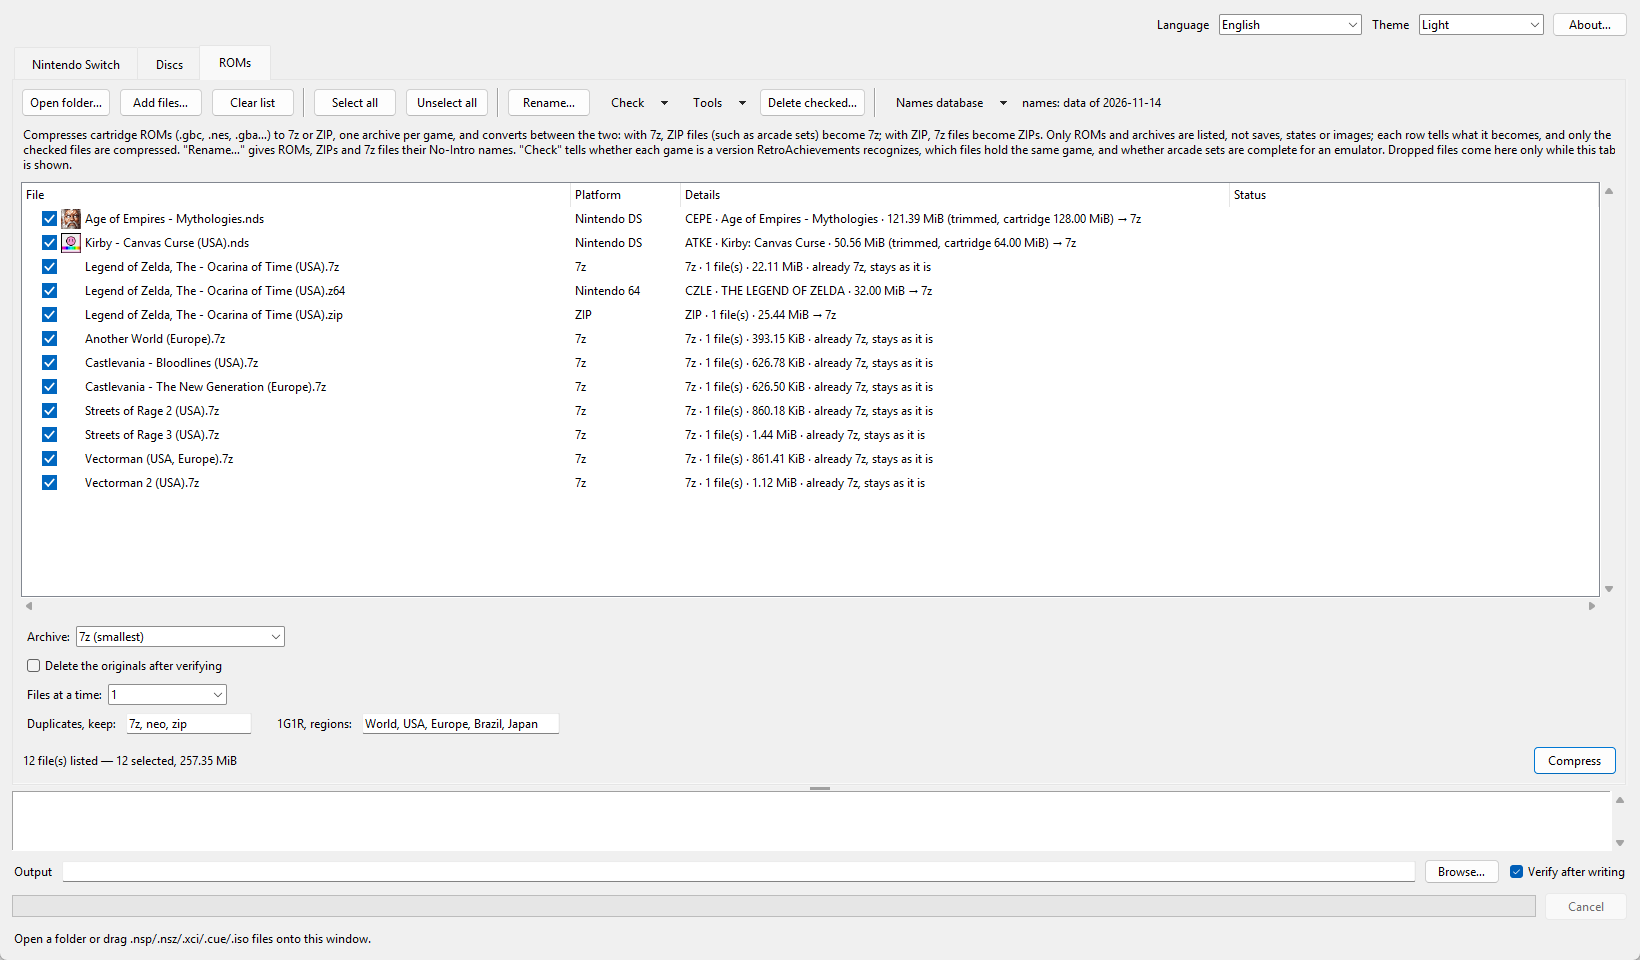 Language English Theme Light About...
Nintendo Switch Discs ROMs
Open folder... Add files... Clear list Select all Unselect all Rename... Check Tools Delete checked... Names database names: data of 2026-11-14
Compresses cartridge ROMs (.gbc, .nes, .gba...) to 7z or ZIP, one archive per game, and converts between the two: with 7z, ZIP files (such as arcade sets) become 7z; with ZIP, 7z files become ZIPs. Only ROMs and archives are listed, not saves, states or images; each row tells what it becomes, and only the
checked files are compressed. "Rename..." gives ROMs, ZIPs and 7z files their No-Intro names. "Check" tells whether each game is a version RetroAchievements recognizes, which files hold the same game, and whether arcade sets are complete for an emulator. Dropped files come here only while this tab
is shown.
File Platform Details Status
Age of Empires - Mythologies.nds Nintendo DS CEPE · Age of Empires - Mythologies · 121.39 MiB (trimmed, cartridge 128.00 MiB) → 7z
Kirby - Canvas Curse (USA).nds Nintendo DS ATKE · Kirby: Canvas Curse · 50.56 MiB (trimmed, cartridge 64.00 MiB) → 7z
Legend of Zelda, The - Ocarina of Time (USA).7z 7z 7z · 1 file(s) · 22.11 MiB · already 7z, stays as it is
Legend of Zelda, The - Ocarina of Time (USA).z64 Nintendo 64 CZLE · THE LEGEND OF ZELDA · 32.00 MiB → 7z
Legend of Zelda, The - Ocarina of Time (USA).zip ZIP ZIP · 1 file(s) · 25.44 MiB → 7z
Another World (Europe).7z 7z 7z · 1 file(s) · 393.15 KiB · already 7z, stays as it is
Castlevania - Bloodlines (USA).7z 7z 7z · 1 file(s) · 626.78 KiB · already 7z, stays as it is
Castlevania - The New Generation (Europe).7z 7z 7z · 1 file(s) · 626.50 KiB · already 7z, stays as it is
Streets of Rage 2 (USA).7z 7z 7z · 1 file(s) · 860.18 KiB · already 7z, stays as it is
Streets of Rage 3 (USA).7z 7z 7z · 1 file(s) · 1.44 MiB · already 7z, stays as it is
Vectorman (USA, Europe).7z 7z 7z · 1 file(s) · 861.41 KiB · already 7z, stays as it is
Vectorman 2 (USA).7z 7z 7z · 1 file(s) · 1.12 MiB · already 7z, stays as it is
Archive: 7z (smallest)
Delete the originals after verifying
Files at a time: 1
Duplicates, keep: 7z, neo, zip 1G1R, regions: World, USA, Europe, Brazil, Japan
12 file(s) listed — 12 selected, 257.35 MiB Compress
Output Browse... Verify after writing
Cancel
Open a folder or drag .nsp/.nsz/.xci/.cue/.iso files onto this window.